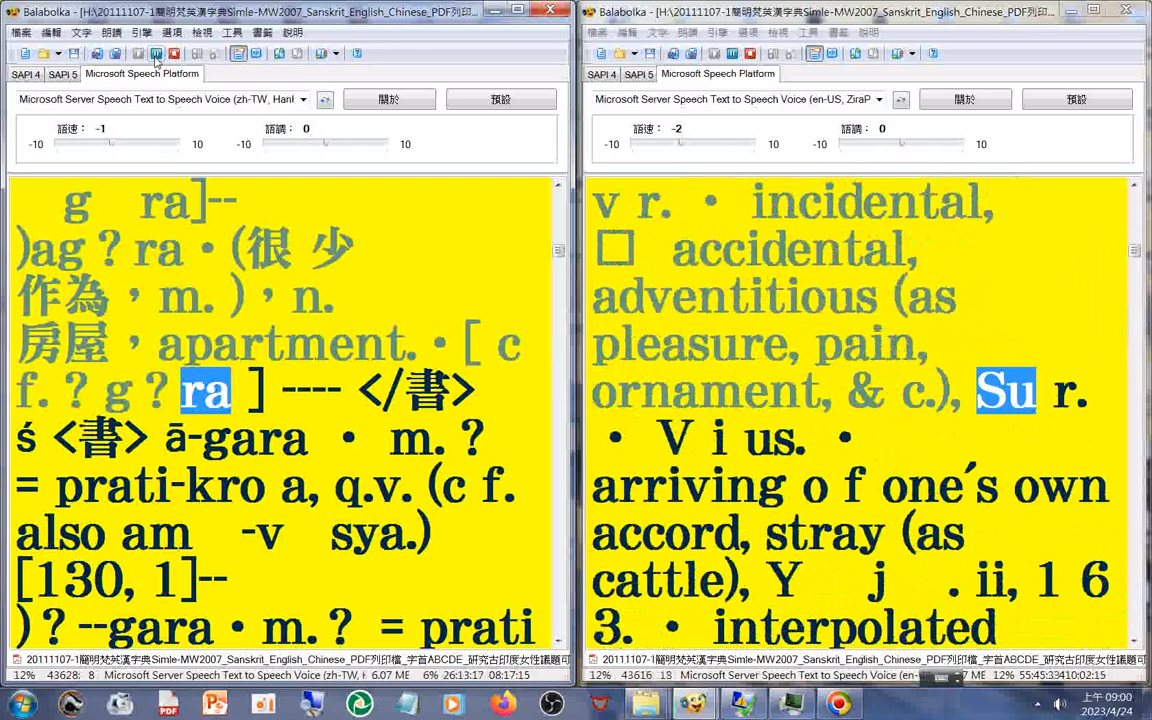 Balabolka - [H:\20111107-1簡明梵英漢字典Simle-MW2007_Sanskrit_English_Chinese_PDF列印...
檔案 編輯 文字 朗讀 引擎 選項 檢視 工具 書籤 說明
SAPI 4 SAPI 5 Microsoft Speech Platform
Microsoft Server Speech Text to Speech Voice (zh-TW, Hanl 關於 預設
語速： -1 語調： 0
-10 10 -10 10
g ra]--
)ag ? ra • (很 少
作為，m. )，n.
房屋，apartment. • [ c
f. ? g ? ra ] ---- </書>
ś <書> ā-gara • m. ?
= prati-kro a, q.v. (c f.
also am -v sya.)
[130, 1]--
) ? --gara • m. ? = prati
20111107-1簡明梵英漢字典Simle-MW2007_Sanskrit_English_Chinese_PDF列印檔_字首ABCDE_研究古印度女性議題可
12% 43628: 8 Microsoft Server Speech Text to Speech Voice (zh-TW, H 6.07 MB 6% 26:13:17 08:17:15
Balabolka - [H:\20111107-1簡明梵英漢字典Simle-MW2007_Sanskrit_English_Chinese_PDF列印...
檔案 編輯 文字 朗讀 引擎 選項 檢視 工具 書籤 說明
SAPI 4 SAPI 5 Microsoft Speech Platform
Microsoft Server Speech Text to Speech Voice (en-US, ZiraP 關於 預設
語速： -2 語調： 0
-10 10 -10 10
v r. • incidental,
□ accidental,
adventitious (as
pleasure, pain,
ornament, & c.), Su r.
• V i us. •
arriving o f one's own
accord, stray (as
cattle), Y j . ii, 1 6
3. • interpolated
20111107-1簡明梵英漢字典Simle-MW2007_Sanskrit_English_Chinese_PDF列印檔_字首ABCDE_研究古印度女性議題可
12% 43616: 13 Microsoft Server Speech Text to Speech Voice 12% 55:45:33 10:02:15
上午 09:00
2023/4/24